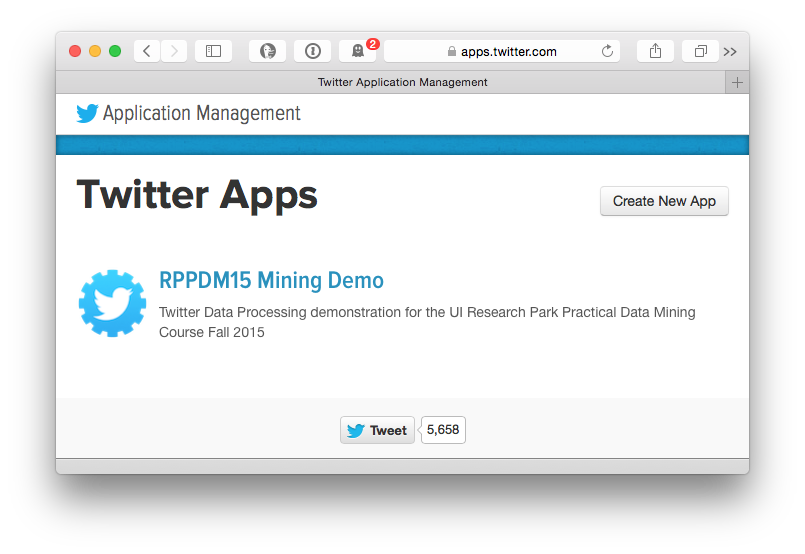 2
apps.twitter.com
Twitter Application Management
Application Management
Twitter Apps
Create New App
RPPDM15 Mining Demo
Twitter Data Processing demonstration for the UI Research Park Practical Data Mining
Course Fall 2015
Tweet
5,658